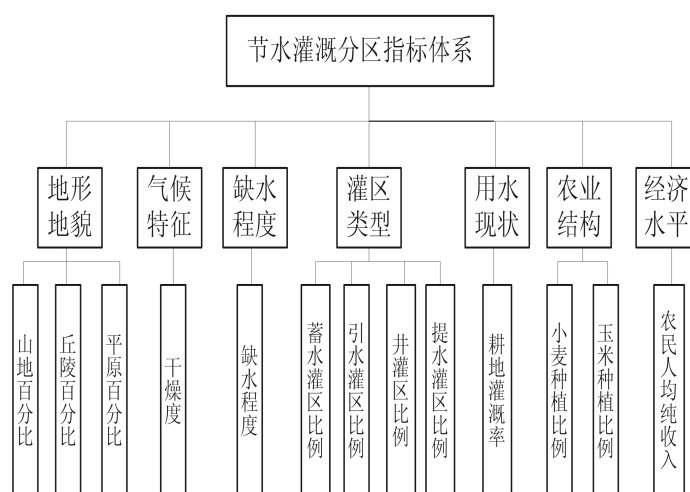 节水灌溉分区指标体系
地形
地貌
气候
特征
缺水
程度
灌区
类型
用水
现状
农业
结构
经济
水平
山地百分比
丘陵百分比
平原百分比
干燥度
缺水程度
蓄水灌区比例
引水灌区比例
井灌区比例
提水灌区比例
耕地灌溉率
小麦种植比例
玉米种植比例
农民人均纯收入